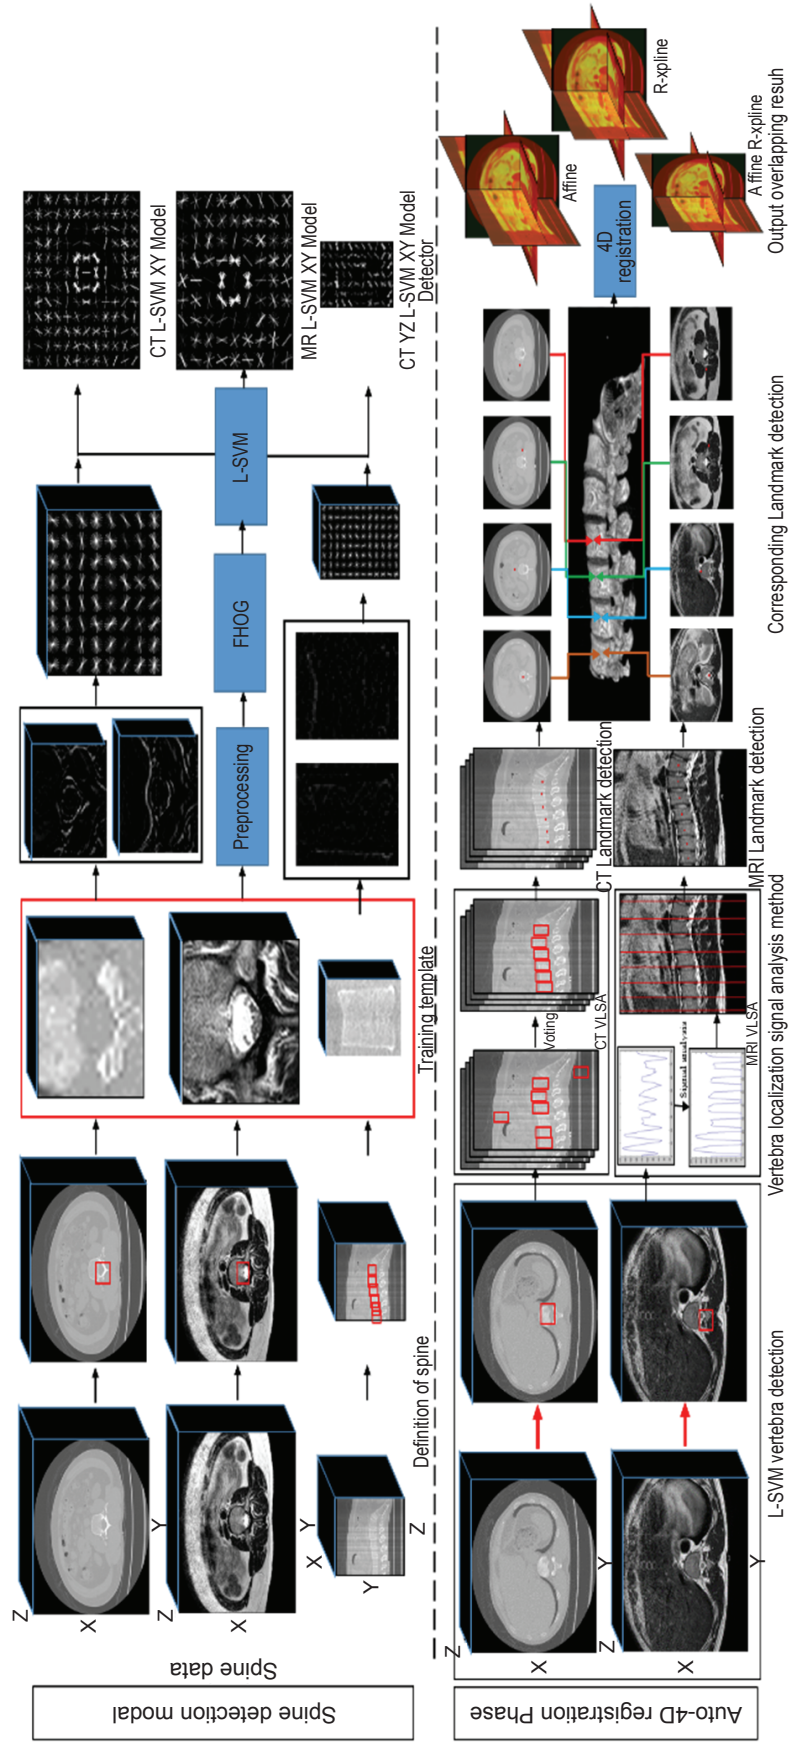 Spine detection modal
Spine data
Z
X
Y
Z
X
Y
X
Y
Z
Definition of spine
Training template
Preprocessing
FHOG
L-SVM
CT L-SVM XY Model
MR L-SVM XY Model
CT YZ L-SVM XY Model
Detector
Auto-4D registration Phase
Z
X
Y
Z
X
Y
L-SVM vertebra detection
Voting
CT VLSA
Signal analysis
MRI VLSA
Vertebra localization signal analysis method
CT Landmark detection
MRI Landmark detection
Corresponding Landmark detection
4D
registration
Affine
R-xpline
A ffine R-xpline
Output overlapping resuh